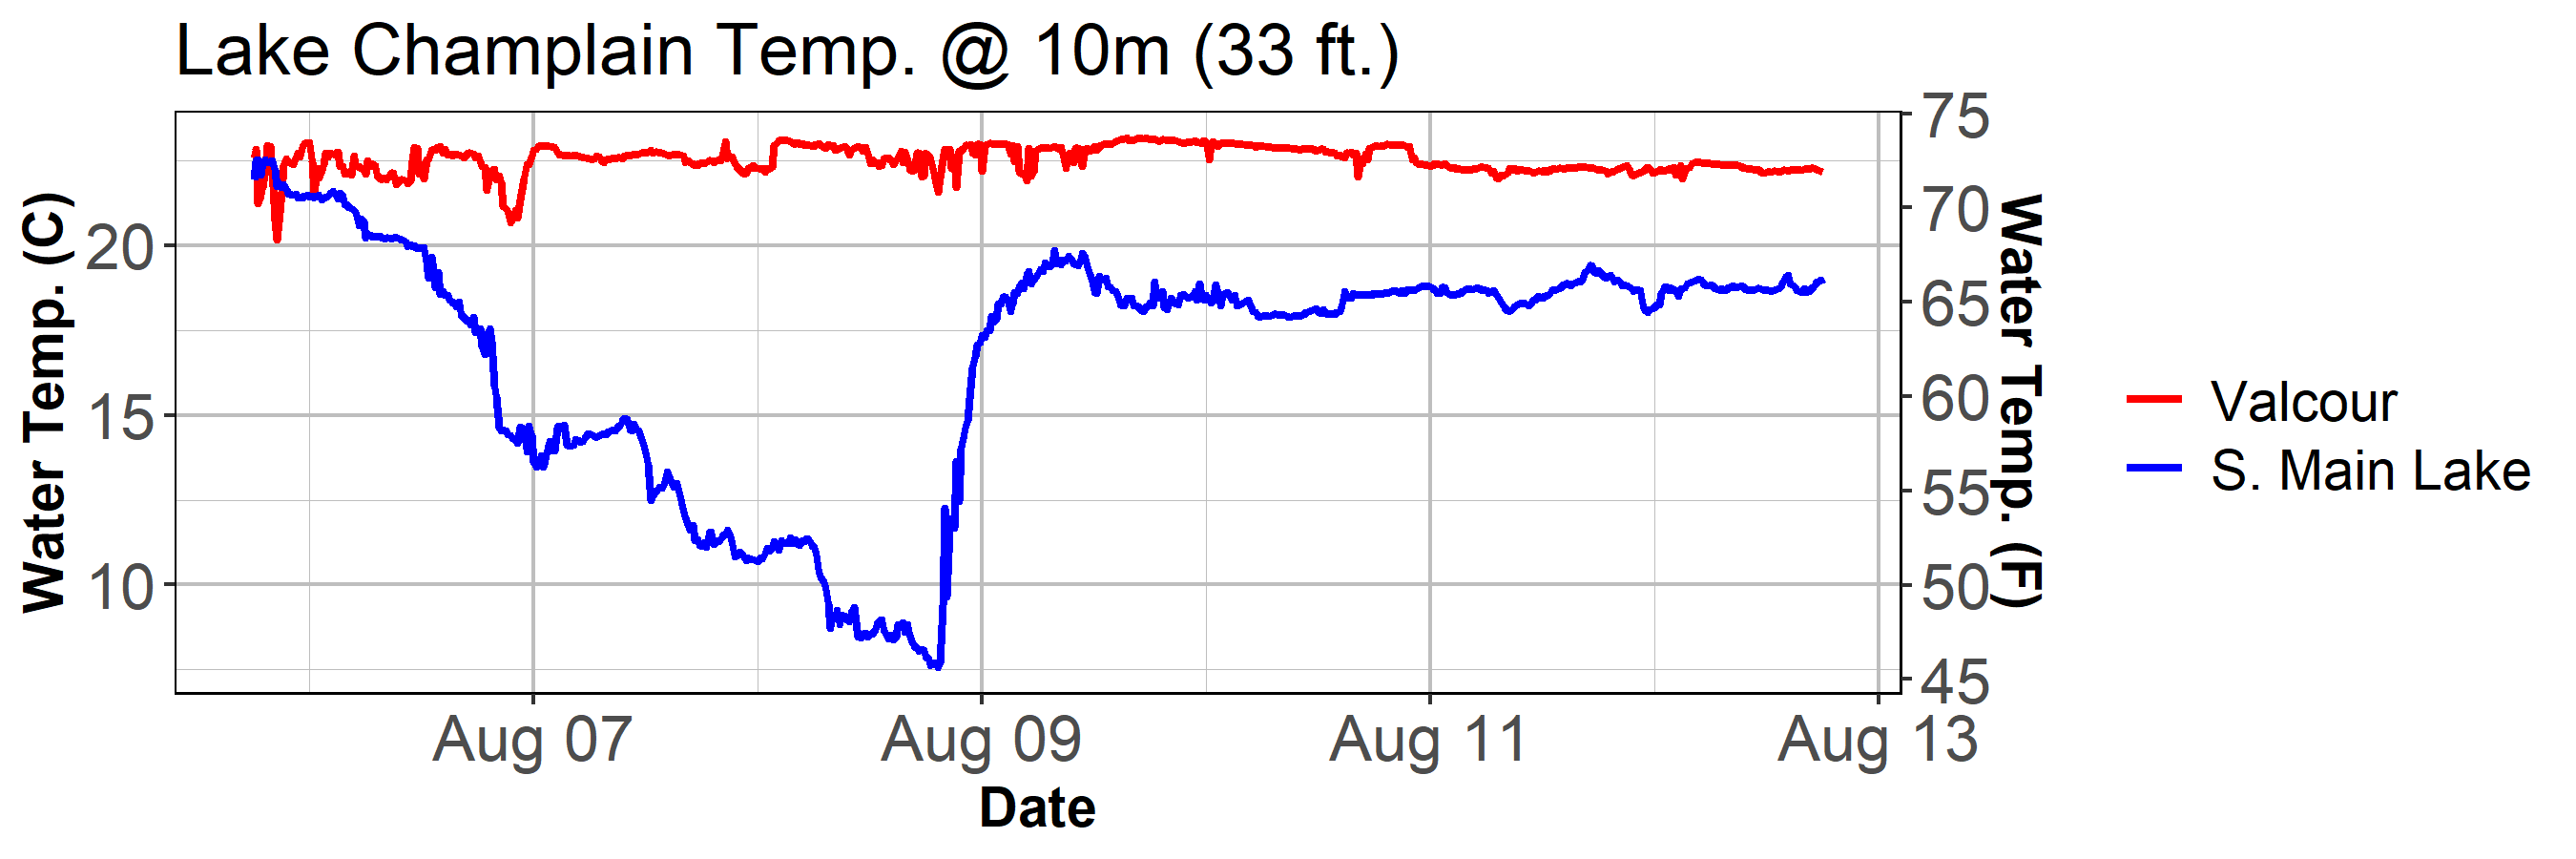 Lake Champlain Temp. @ 10m (33 ft.)
Water Temp. (C)
20
15
10
75
70
65
60
55
50
45
Water Temp. (F)
Aug 07
Aug 09
Aug 11
Aug 13
Date
Valcour
S. Main Lake